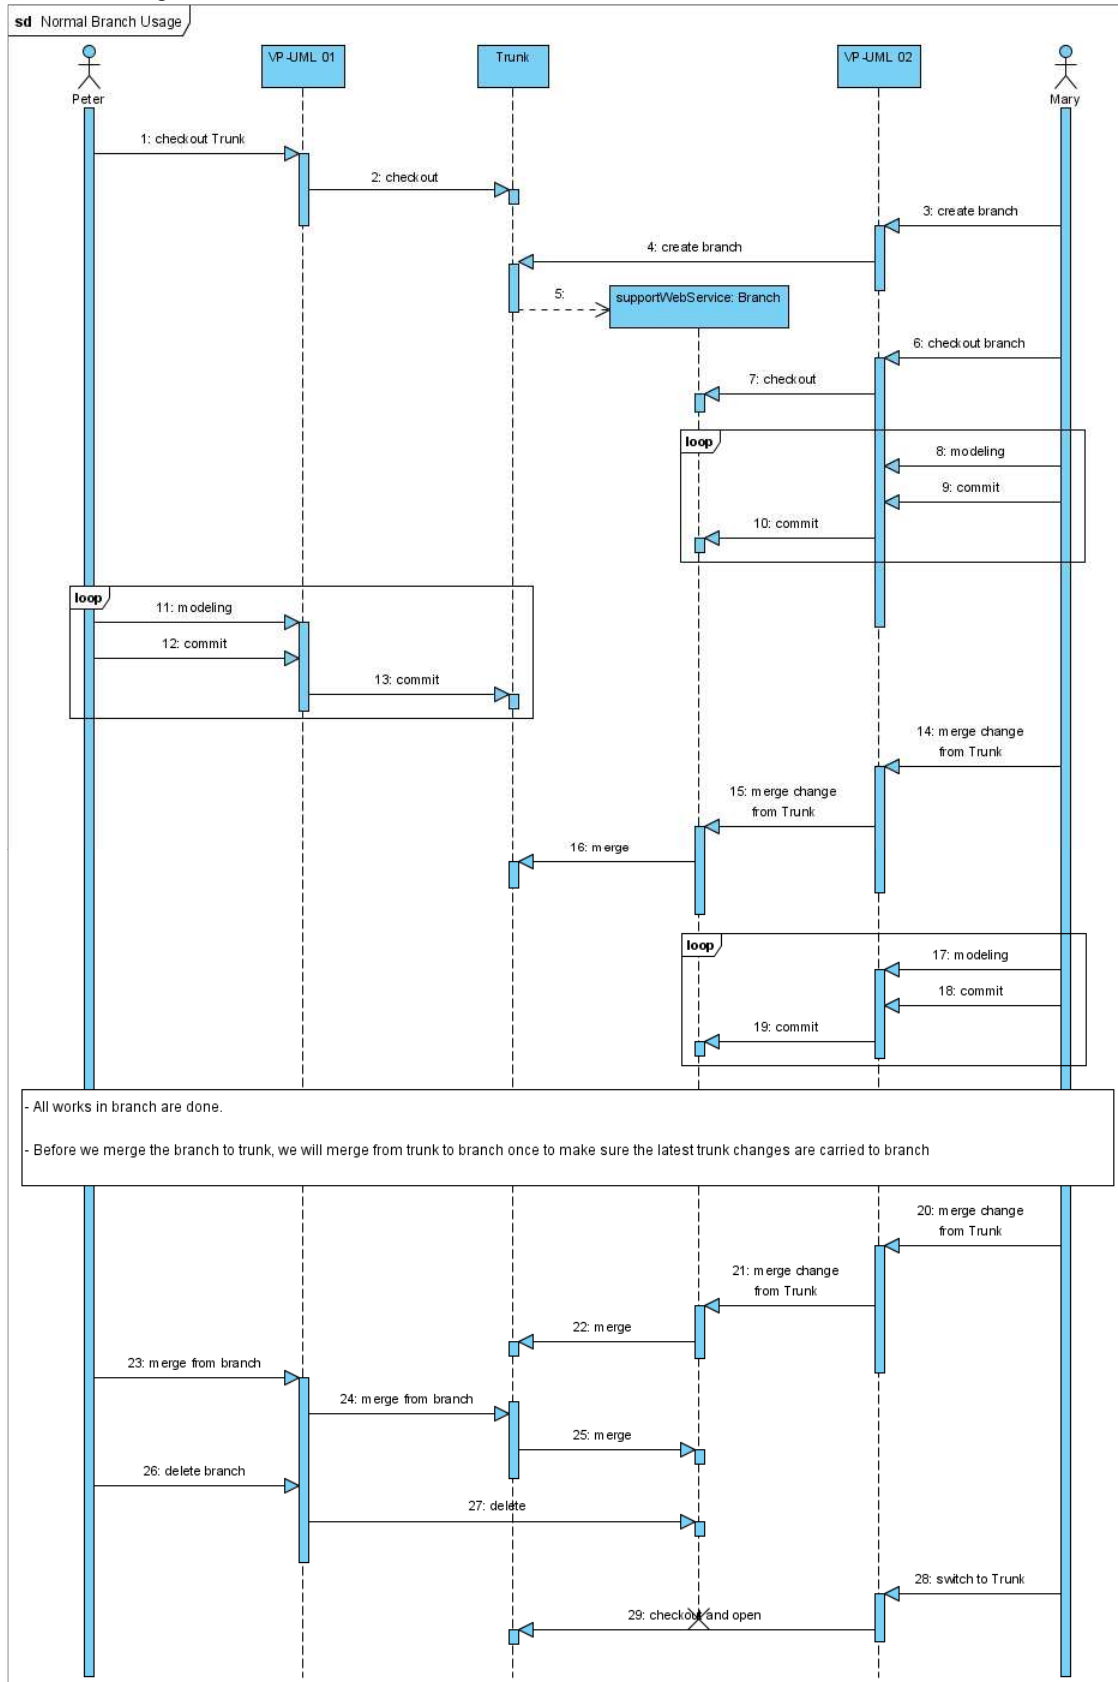 sd Normal Branch Usage
VP-UML 01
Trunk
VP-UML 02
Peter
Mary
1: checkout Trunk
2: checkout
3: create branch
4: create branch
5:
supportWebService: Branch
6: checkout branch
7: checkout
loop
8: modeling
9: commit
10: commit
loop
11: modeling
12: commit
13: commit
14: merge change
from Trunk
15: merge change
from Trunk
16: merge
loop
17: modeling
18: commit
19: commit
- All works in branch are done.
- Before we merge the branch to trunk, we will merge from trunk to branch once to make sure the latest trunk changes are carried to branch
20: merge change
from Trunk
21: merge change
from Trunk
22: merge
23: merge from branch
24: merge from branch
25: merge
26: delete branch
27: delete
28: switch to Trunk
29: checkout and open